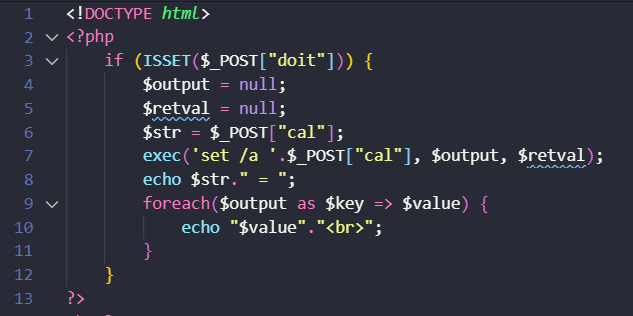 1 <!DOCTYPE html>
2 <?php
3 if (ISSET($_POST["doit"])) {
4 $output = null;
5 $retval = null;
6 $str = $_POST["cal"];
7 exec('set /a '.$_POST["cal"], $output, $retval);
8 echo $str." = ";
9 foreach($output as $key => $value) {
10 echo "$value"."<br>";
11 }
12 }
13 ?>